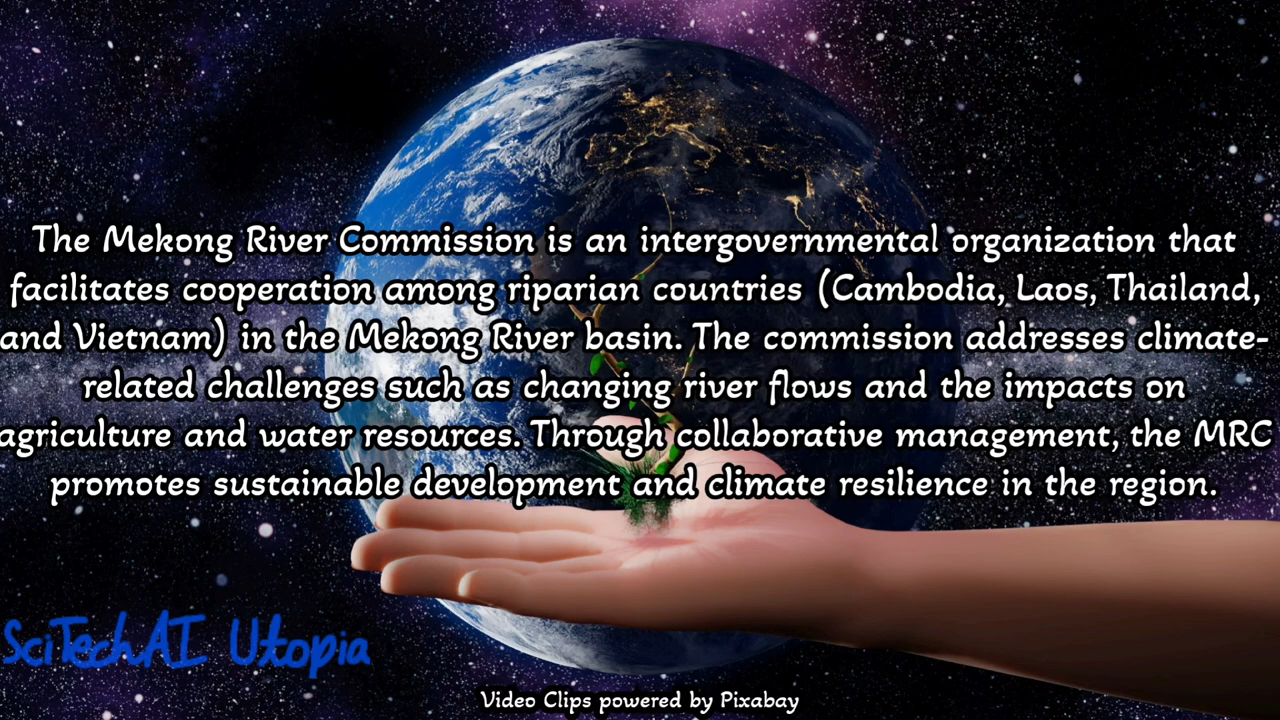 The Mekong River Commission is an intergovernmental organization that
facilitates cooperation among riparian countries (Cambodia, Laos, Thailand,
and Vietnam) in the Mekong River basin. The commission addresses climate-
related challenges such as changing river flows and the impacts on
agriculture and water resources. Through collaborative management, the MRC
promotes sustainable development and climate resilience in the region.
SciTechAI Utopia
Video Clips powered by Pixabay